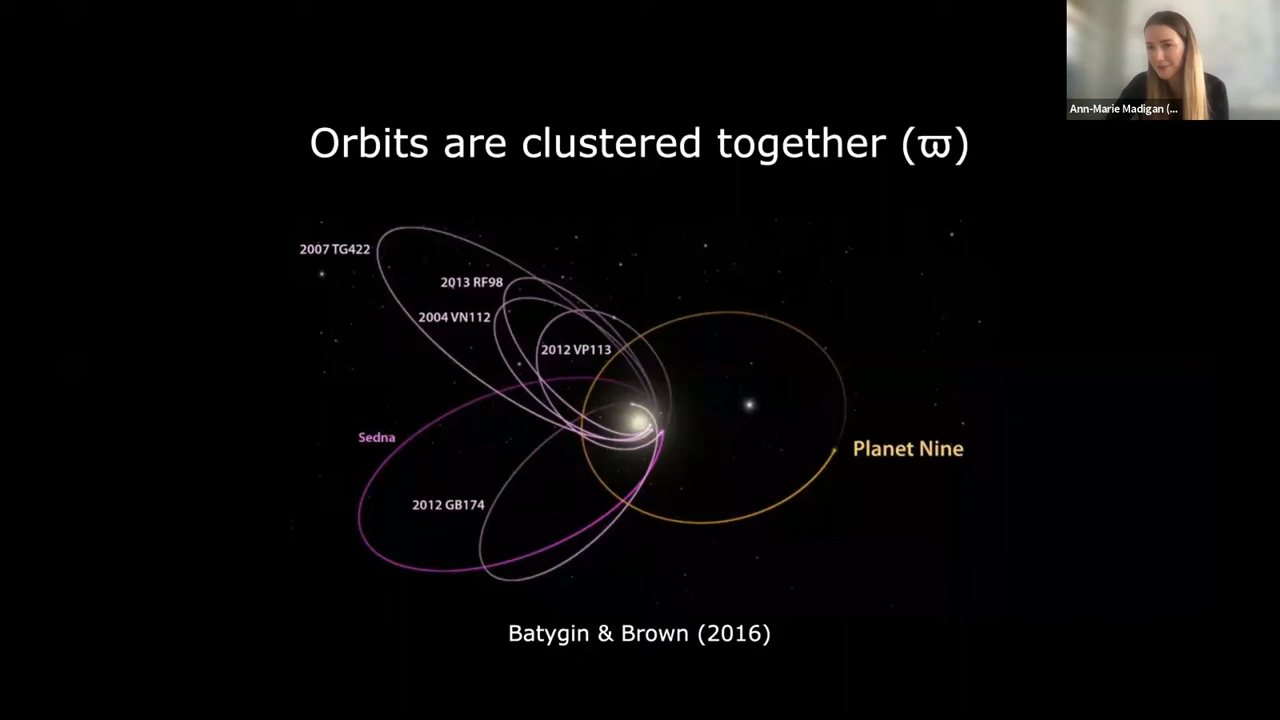 Ann-Marie Madigan (...
Orbits are clustered together (ϖ)
2007 TG422
2013 RF98
2004 VN112
2012 VP113
Sedna
Planet Nine
2012 GB174
Batygin & Brown (2016)